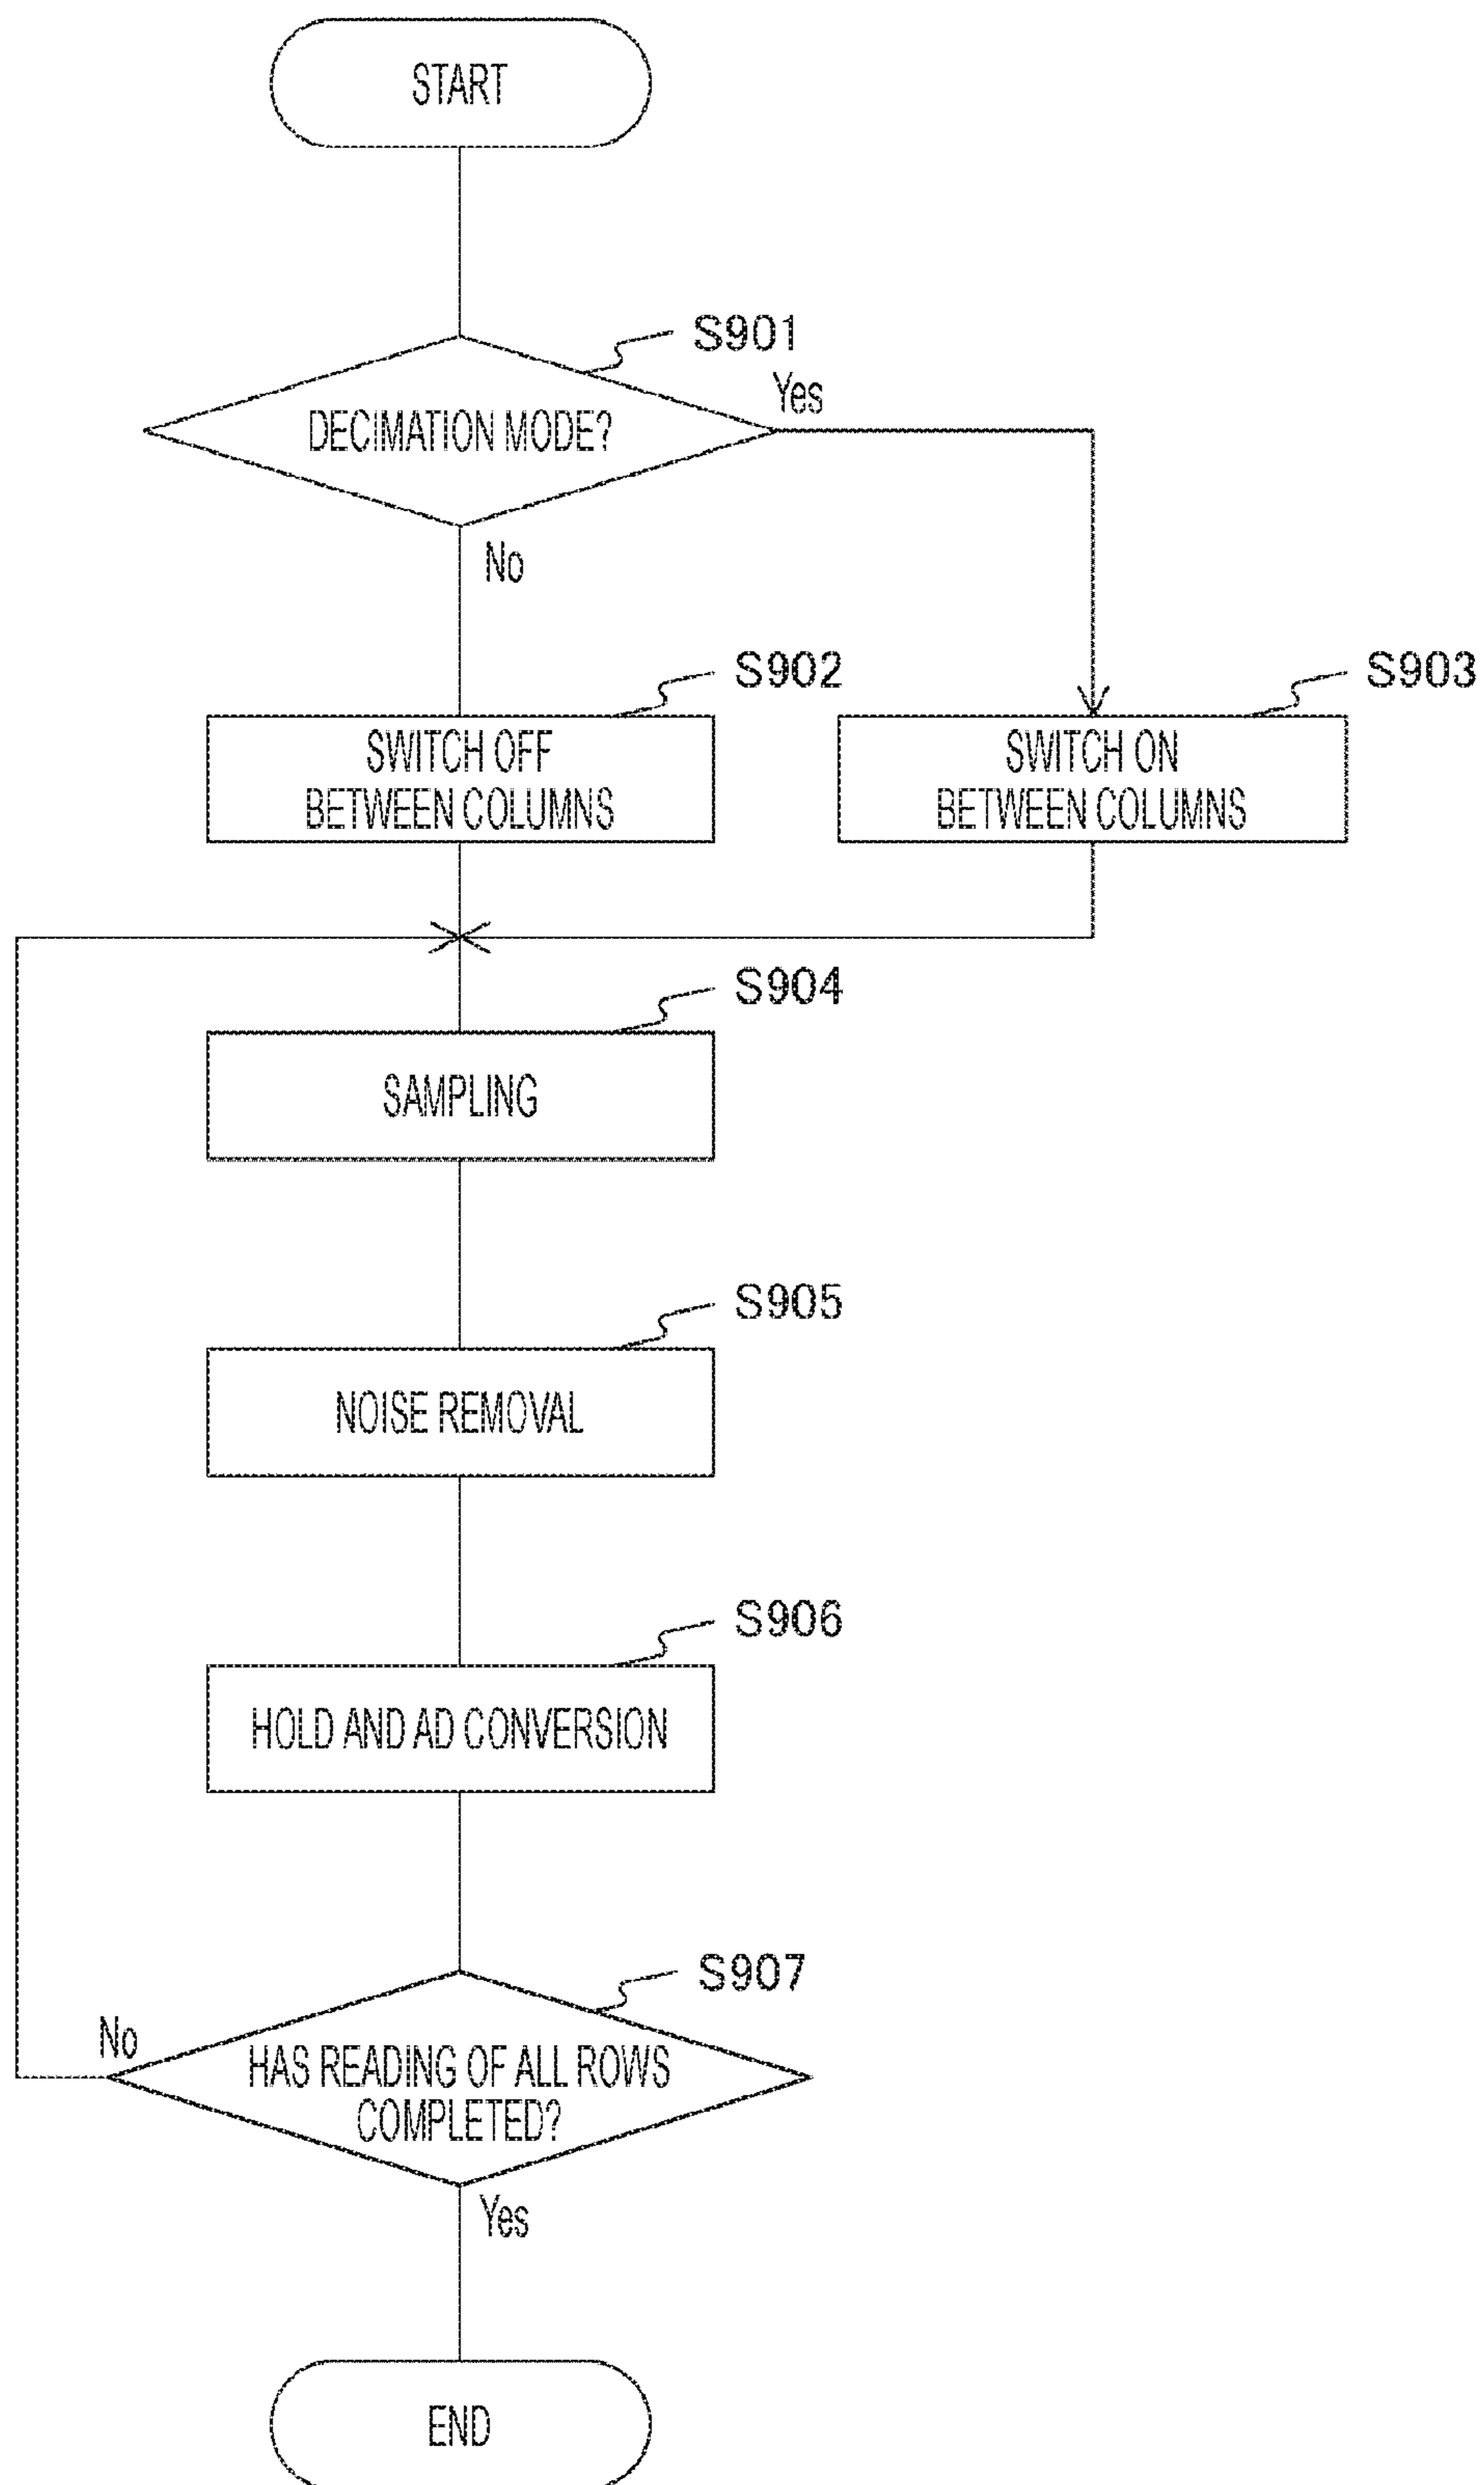 START
S901
DECIMATION MODE?
Yes
No
S902
S903
SWITCH OFF
BETWEEN COLUMNS
SWITCH ON
BETWEEN COLUMNS
S904
SAMPLING
S905
NOISE REMOVAL
S906
HOLD AND AD CONVERSION
S907
No
HAS READING OF ALL ROWS
COMPLETED?
Yes
END